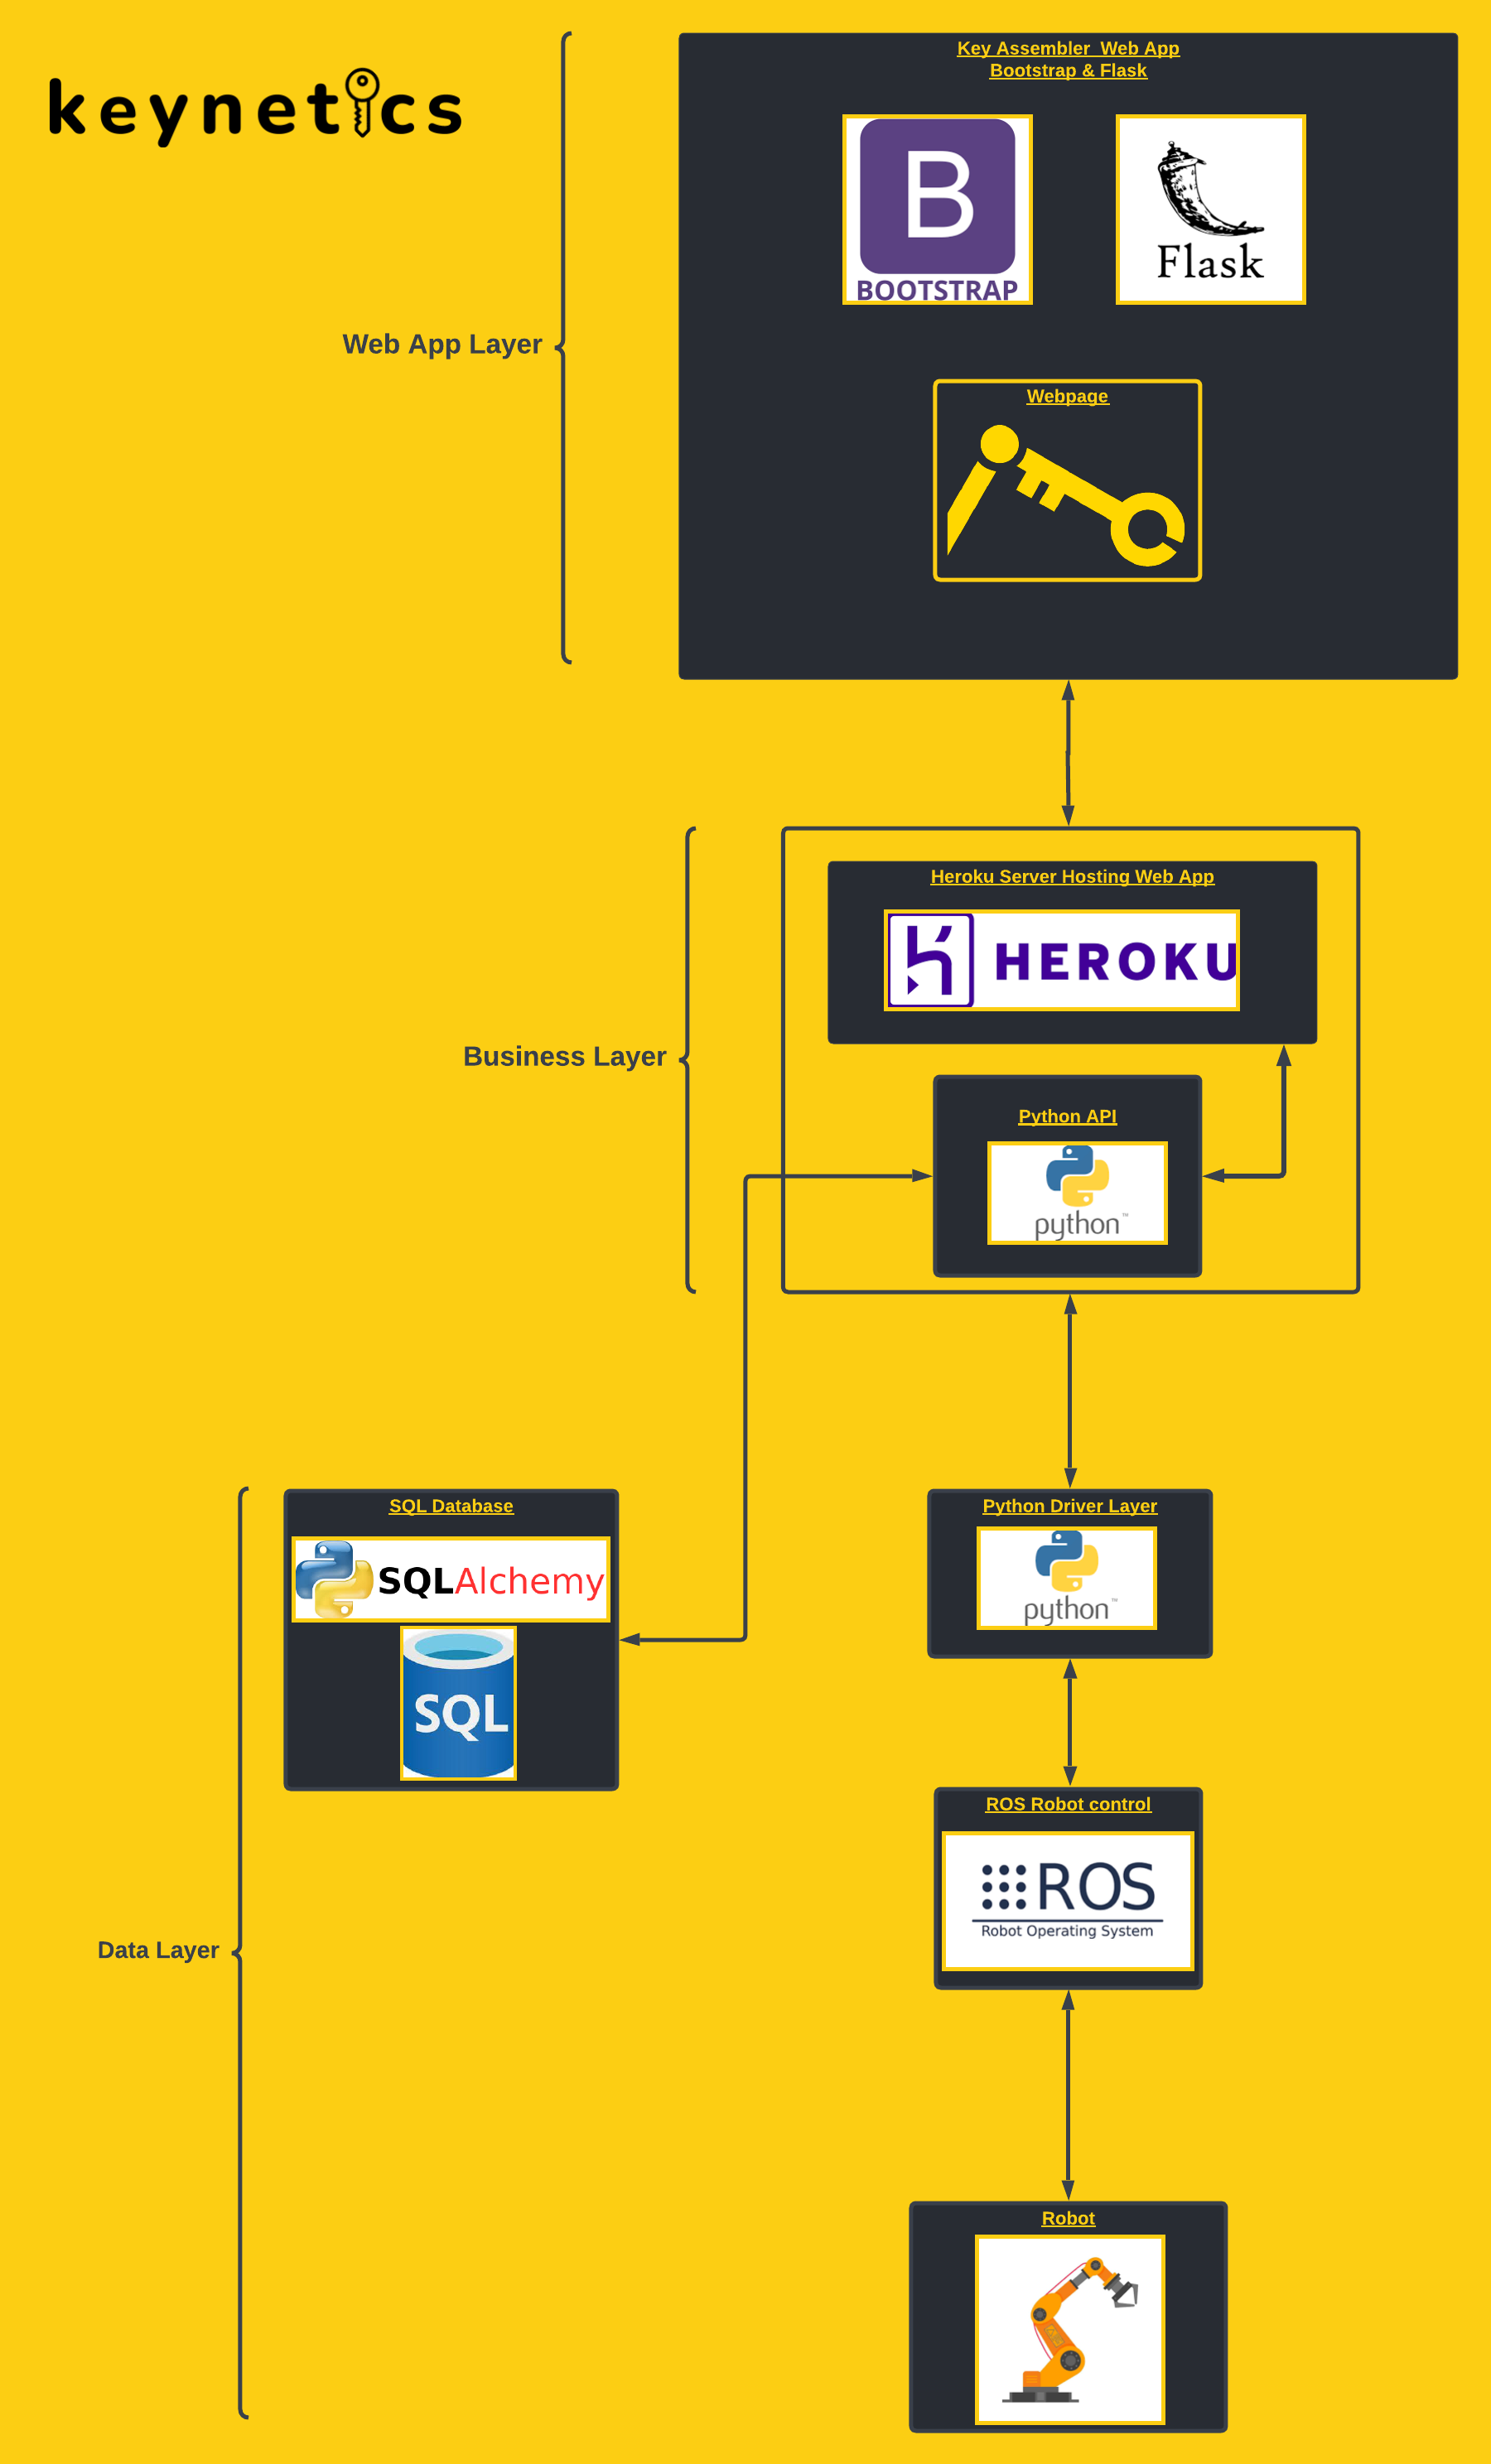 keynetics
Key Assembler Web App
Bootstrap & Flask
B
BOOTSTRAP
Flask
Web App Layer
Webpage
Heroku Server Hosting Web App
HEROKU
Business Layer
Python API
python™
SQL Database
SQLAlchemy
SQL
Python Driver Layer
python™
ROS Robot control
ROS
Robot Operating System
Data Layer
Robot